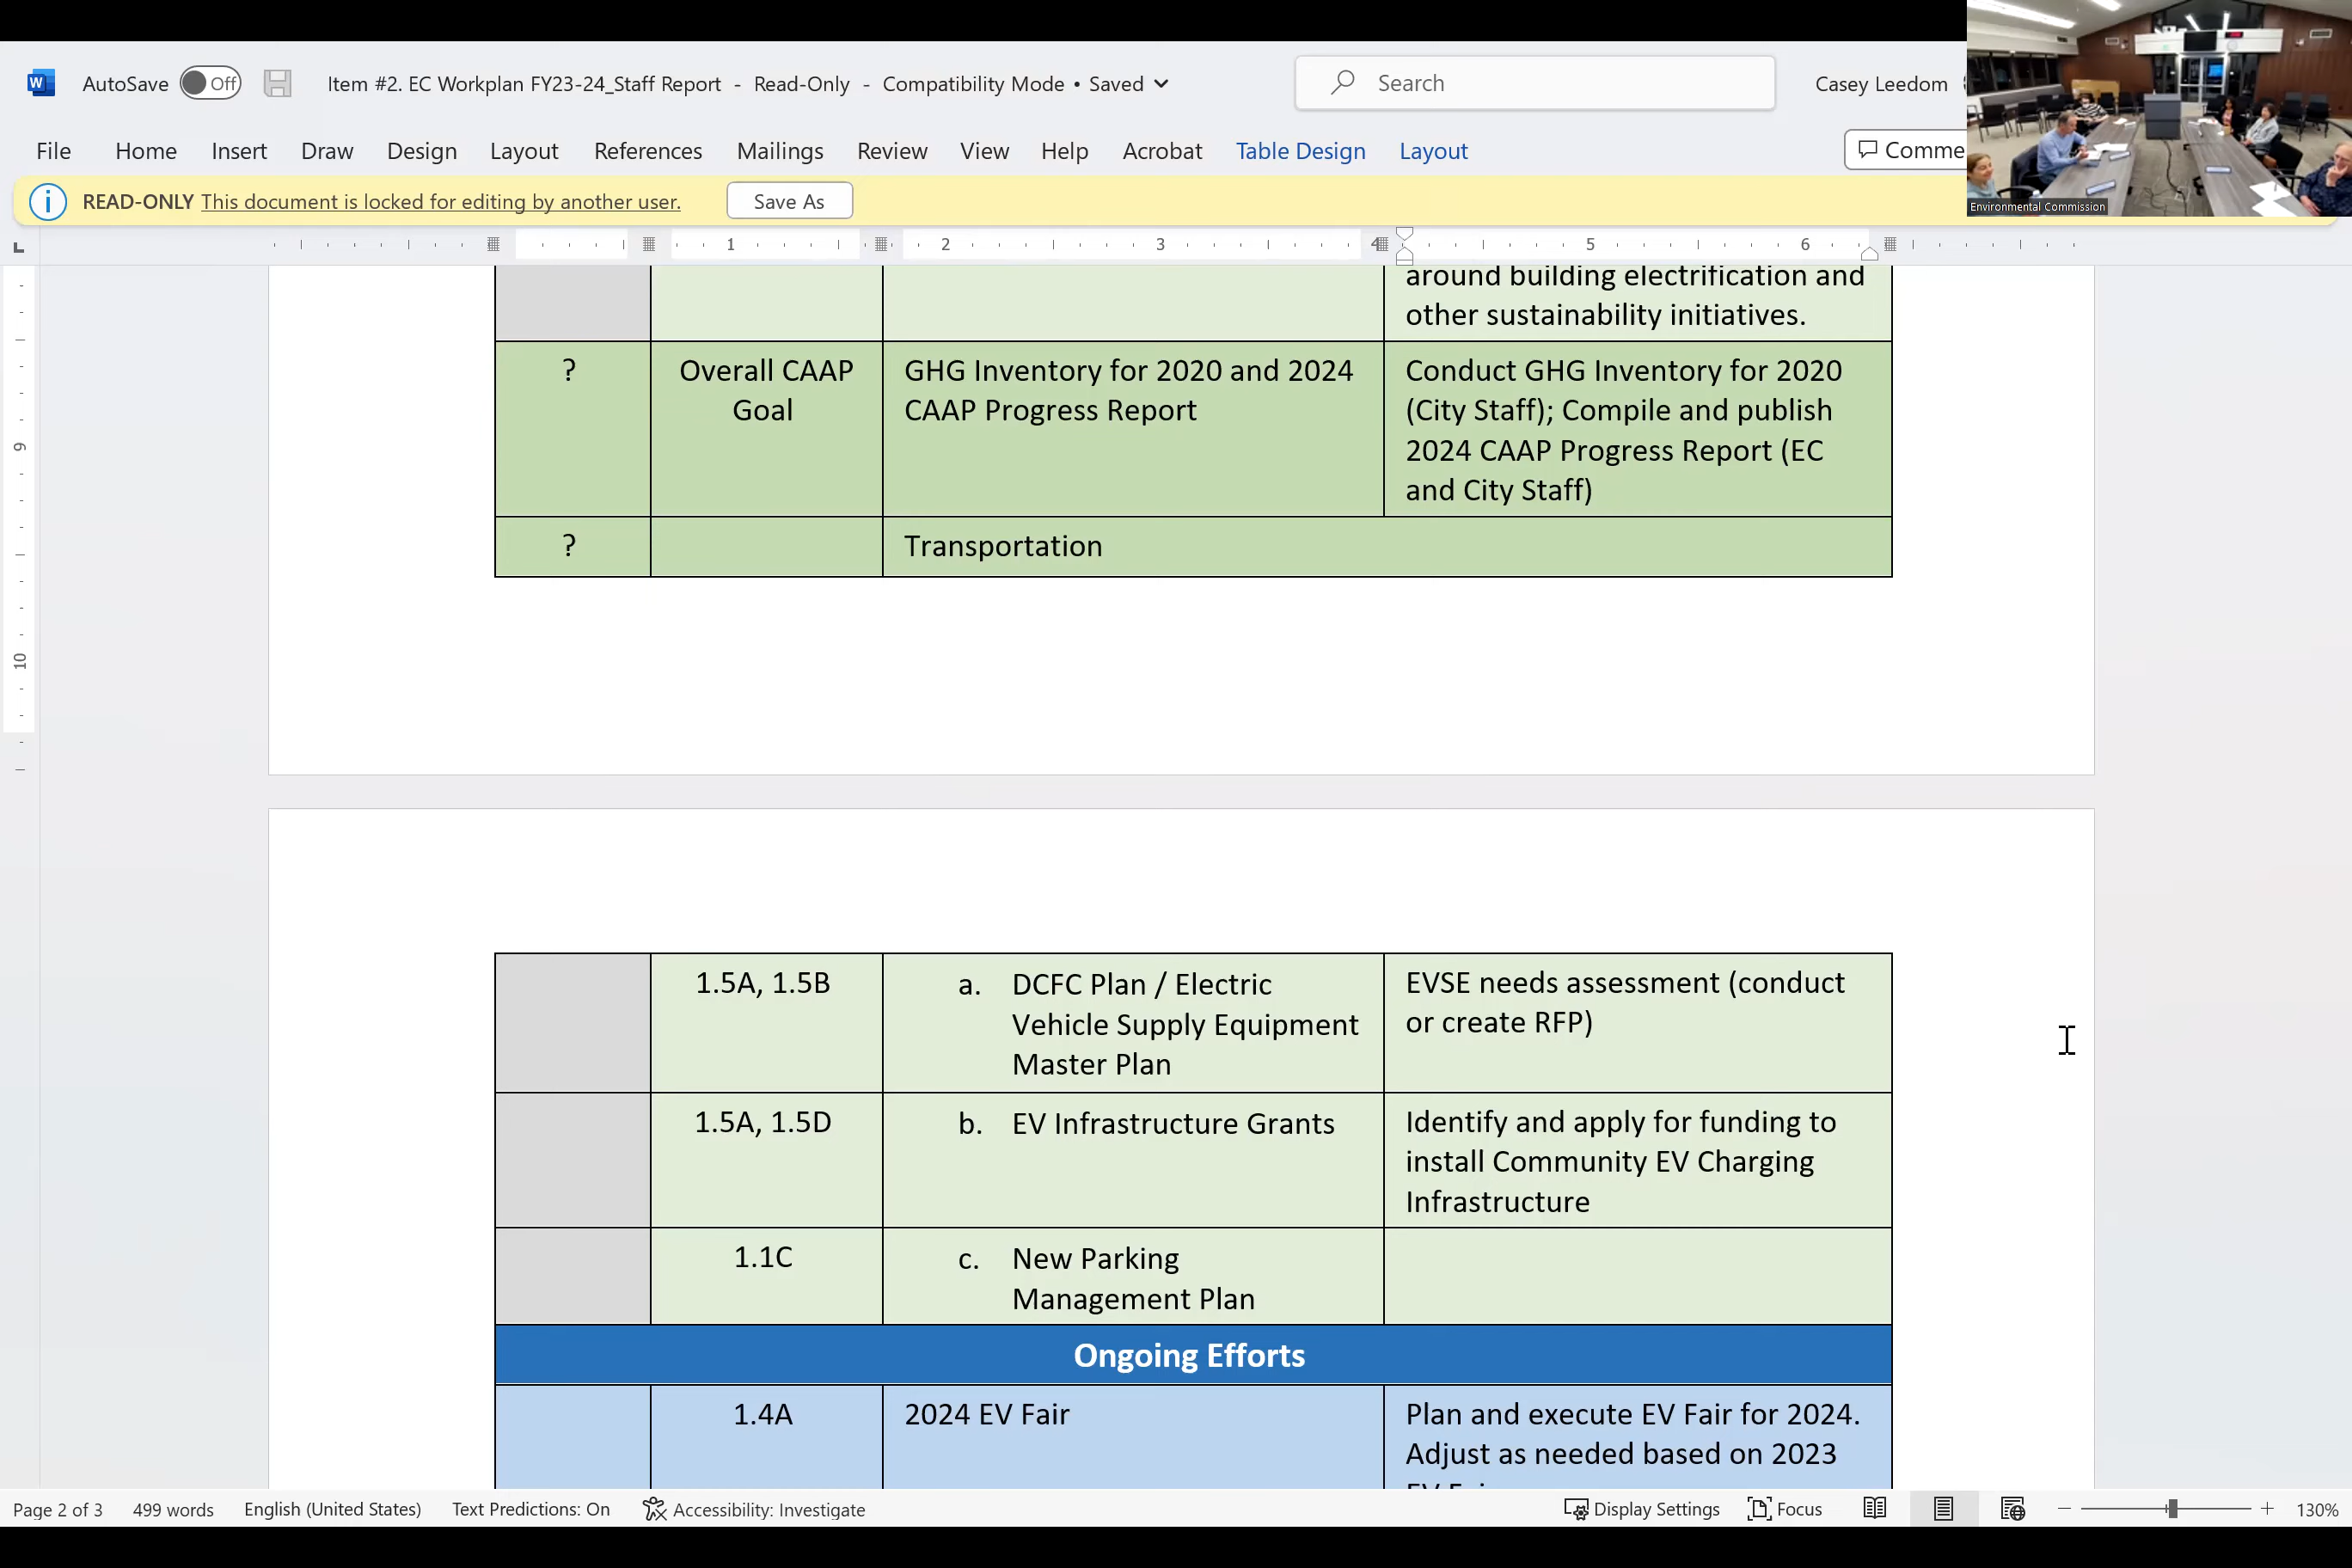 AutoSave Off Item #2. EC Workplan FY23-24_Staff Report - Read-Only - Compatibility Mode • Saved Search Casey Leedom
File Home Insert Draw Design Layout References Mailings Review View Help Acrobat Table Design Layout Comme
READ-ONLY This document is locked for editing by another user. Save As
Environmental Commission
1 2 3 4 5 6
around building electrification and
other sustainability initiatives.
?
Overall CAAP
Goal
GHG Inventory for 2020 and 2024
CAAP Progress Report
Conduct GHG Inventory for 2020
(City Staff); Compile and publish
2024 CAAP Progress Report (EC
and City Staff)
9
?
Transportation
10
1.5A, 1.5B
a. DCFC Plan / Electric
Vehicle Supply Equipment
Master Plan
EVSE needs assessment (conduct
or create RFP)
1.5A, 1.5D
b. EV Infrastructure Grants
Identify and apply for funding to
install Community EV Charging
Infrastructure
1.1C
c. New Parking
Management Plan
Ongoing Efforts
1.4A
2024 EV Fair
Plan and execute EV Fair for 2024.
Adjust as needed based on 2023
Page 2 of 3 499 words English (United States) Text Predictions: On Accessibility: Investigate Display Settings Focus 130%